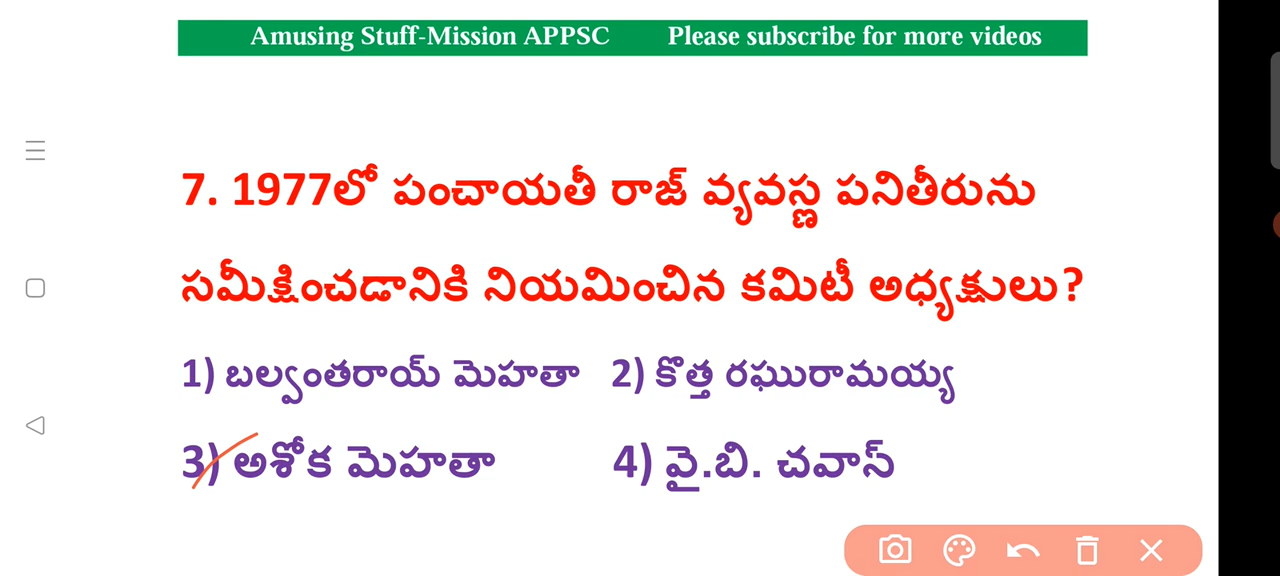 Amusing Stuff-Mission APPSC Please subscribe for more videos
7. 1977లో పంచాయతీ రాజ్ వ్యవస్ణ పనితీరును
సమీక్షించడానికి నియమించిన కమిటీ అధ్యక్షులు?
1) బల్వంతరాయ్ మెహతా 2) కొత్త రఘురామయ్య
3) అశోక మెహతా 4) వై.బి. చవాన్